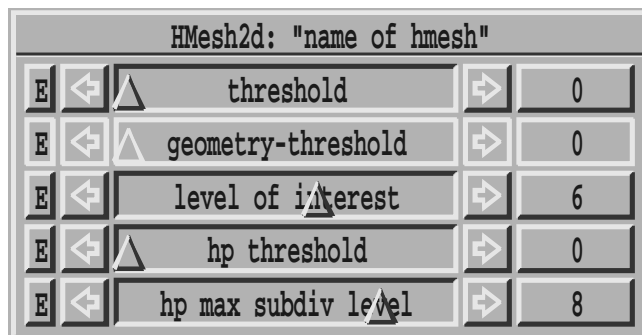 HMesh2d: "name of hmesh"
E threshold 0
E geometry-threshold 0
E level of interest 6
E hp threshold 0
E hp max subdiv level 8